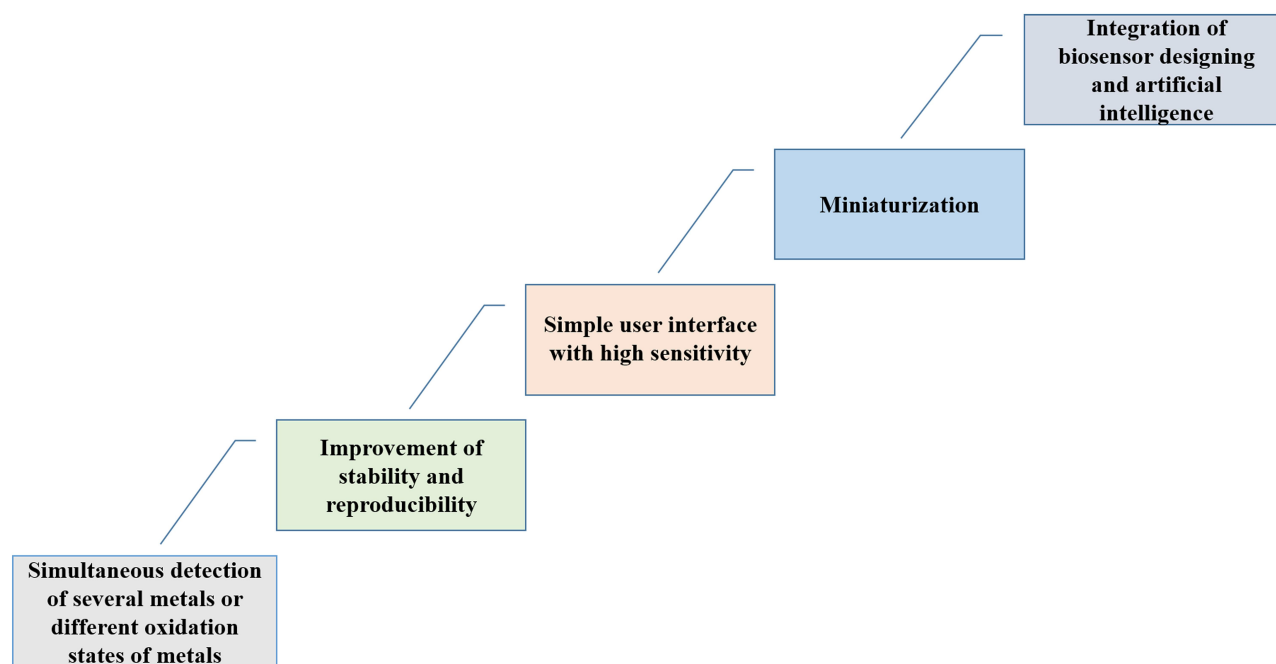 Integration of
biosensor designing
and artificial
intelligence
Miniaturization
Simple user interface
with high sensitivity
Improvement of
stability and
reproducibility
Simultaneous detection
of several metals or
different oxidation
states of metals